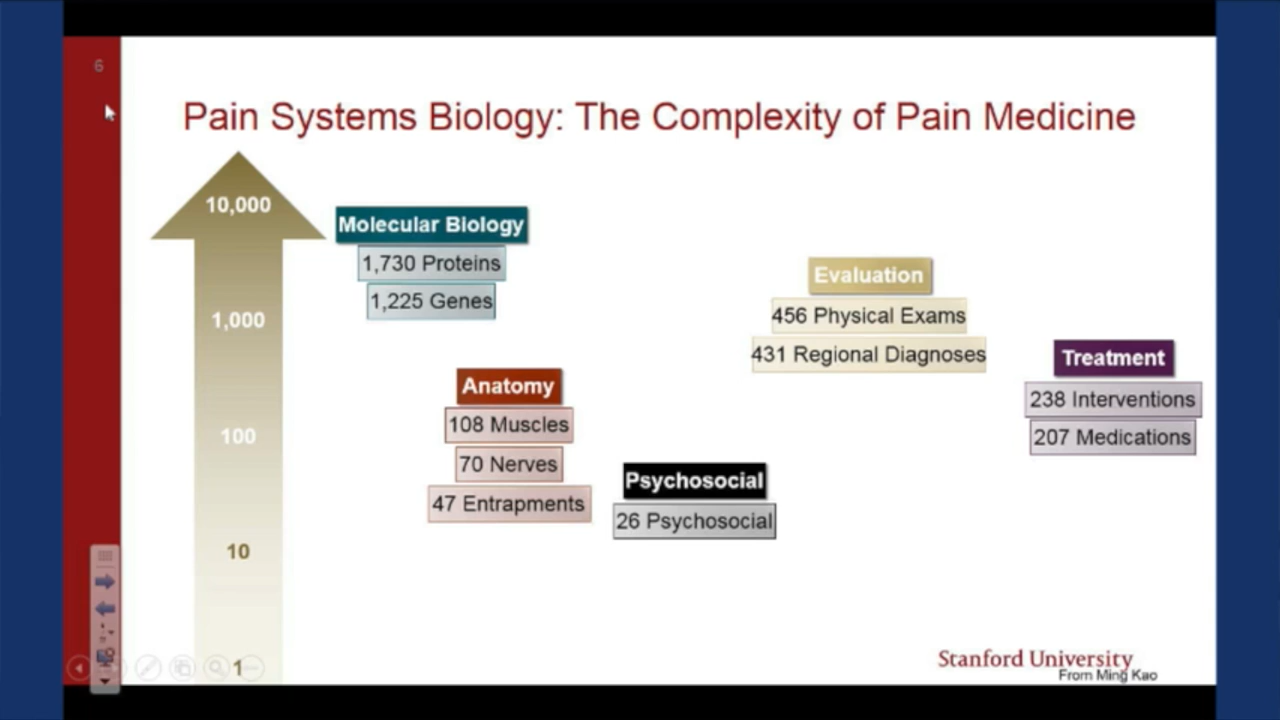 6
Pain Systems Biology: The Complexity of Pain Medicine
10,000
1,000
100
10
1
Molecular Biology
1,730 Proteins
1,225 Genes
Anatomy
108 Muscles
70 Nerves
47 Entrapments
Psychosocial
26 Psychosocial
Evaluation
456 Physical Exams
431 Regional Diagnoses
Treatment
238 Interventions
207 Medications
Stanford University
From Ming Kao